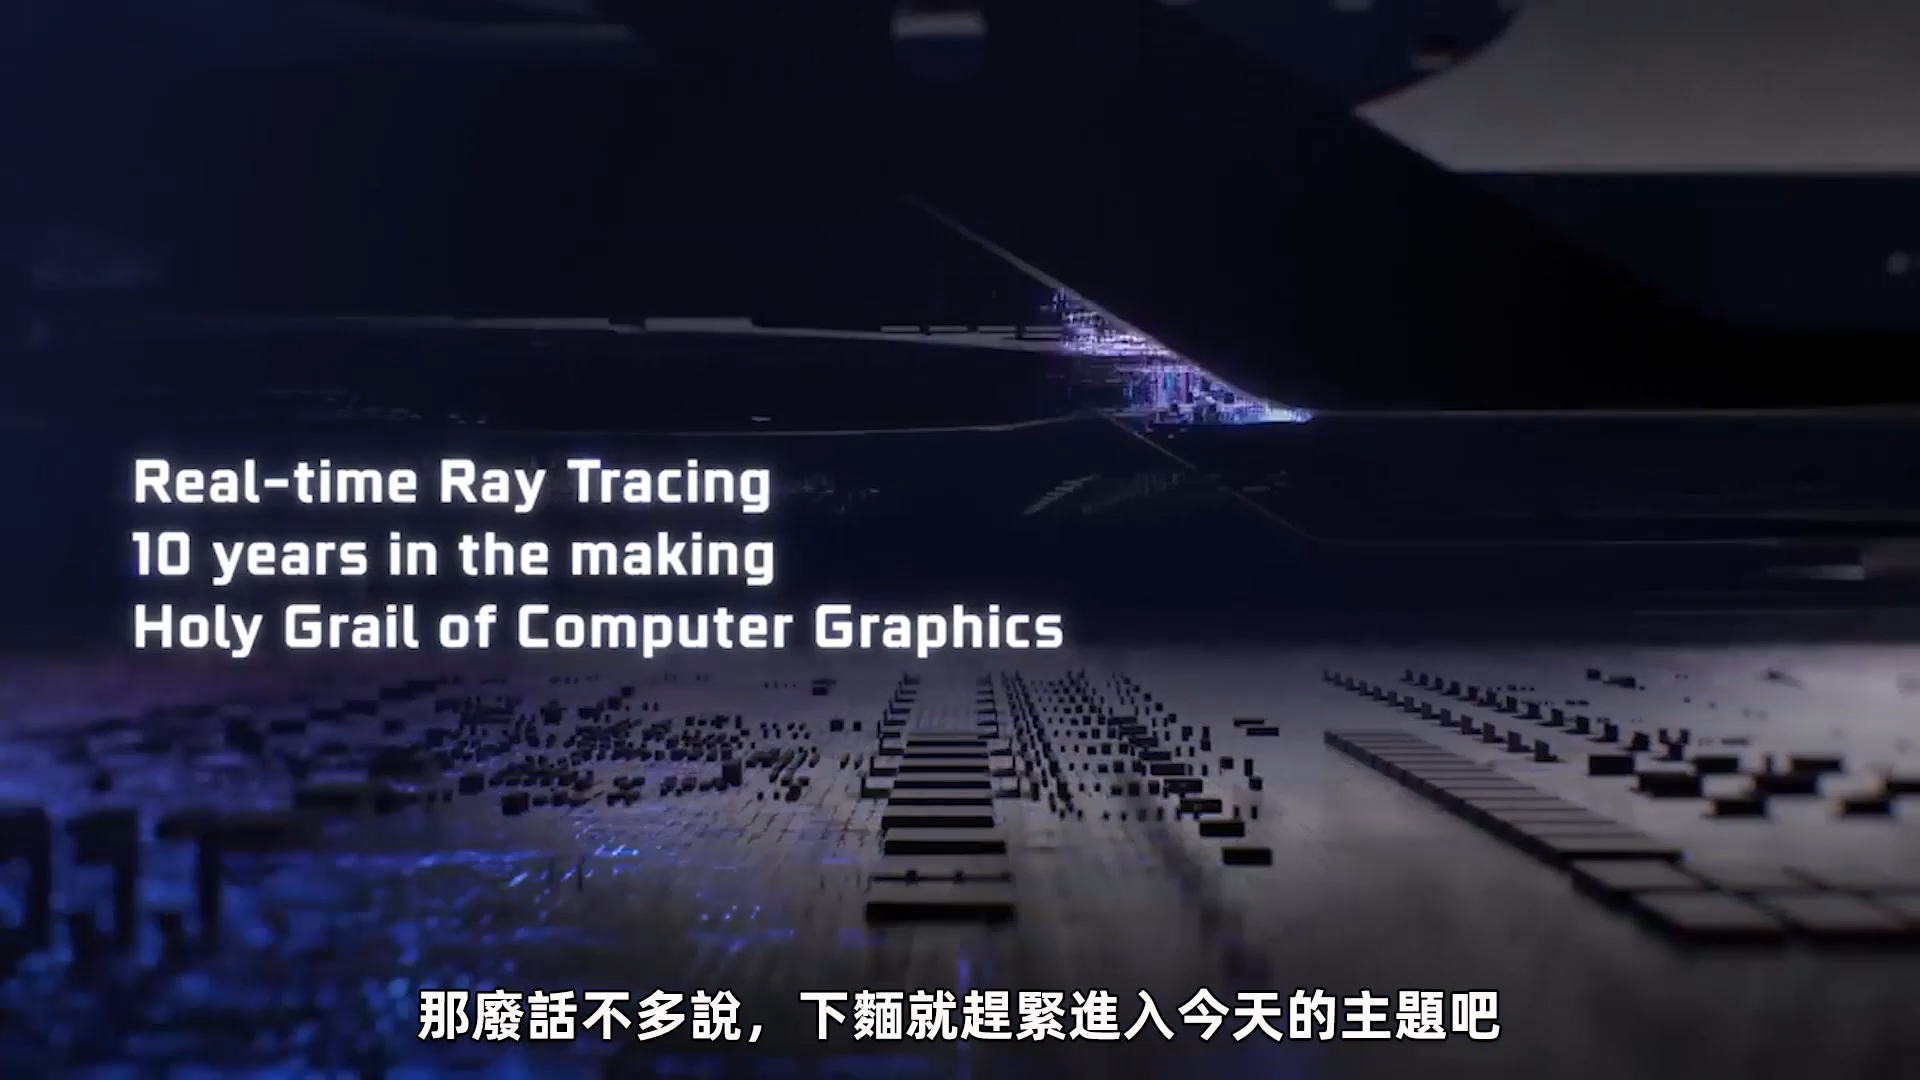 Real-time Ray Tracing
10 years in the making
Holy Grail of Computer Graphics
那廢話不多說，下麵就趕緊進入今天的主題吧